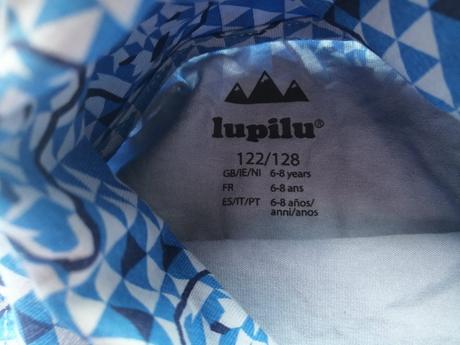 lupilu®
122/128
GB/IE/NI 6-8 years
FR 6-8 ans
ES/IT/PT 6-8 años/
anni/anos